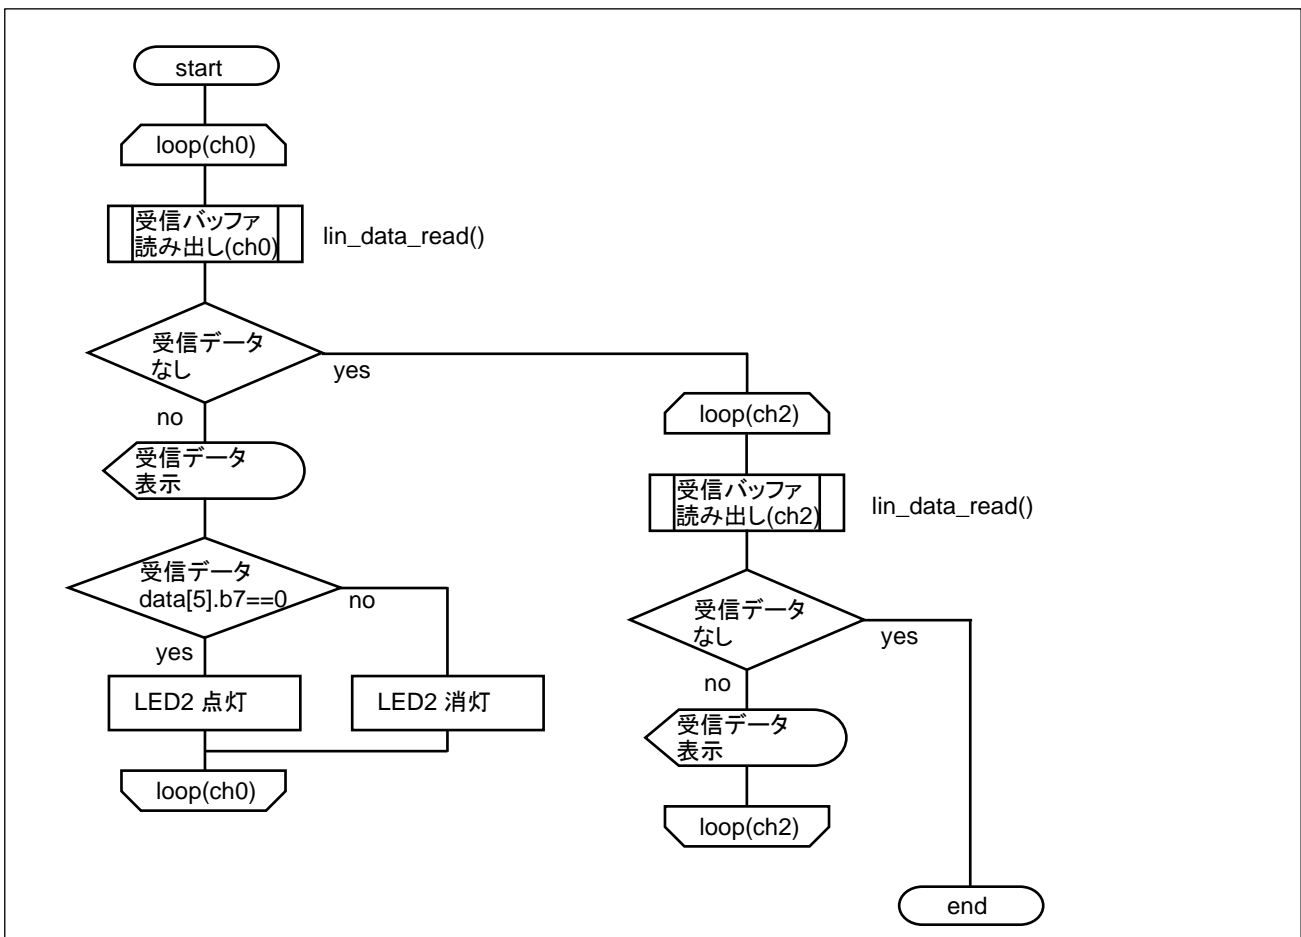 start
loop(ch0)
受信バッファ
読み出し(ch0)
lin_data_read()
受信データ
なし
yes
no
受信データ
表示
受信データ
data[5].b7==0
no
yes
LED2 点灯
LED2 消灯
loop(ch0)
loop(ch2)
受信バッファ
読み出し(ch2)
lin_data_read()
受信データ
なし
yes
no
受信データ
表示
loop(ch2)
end